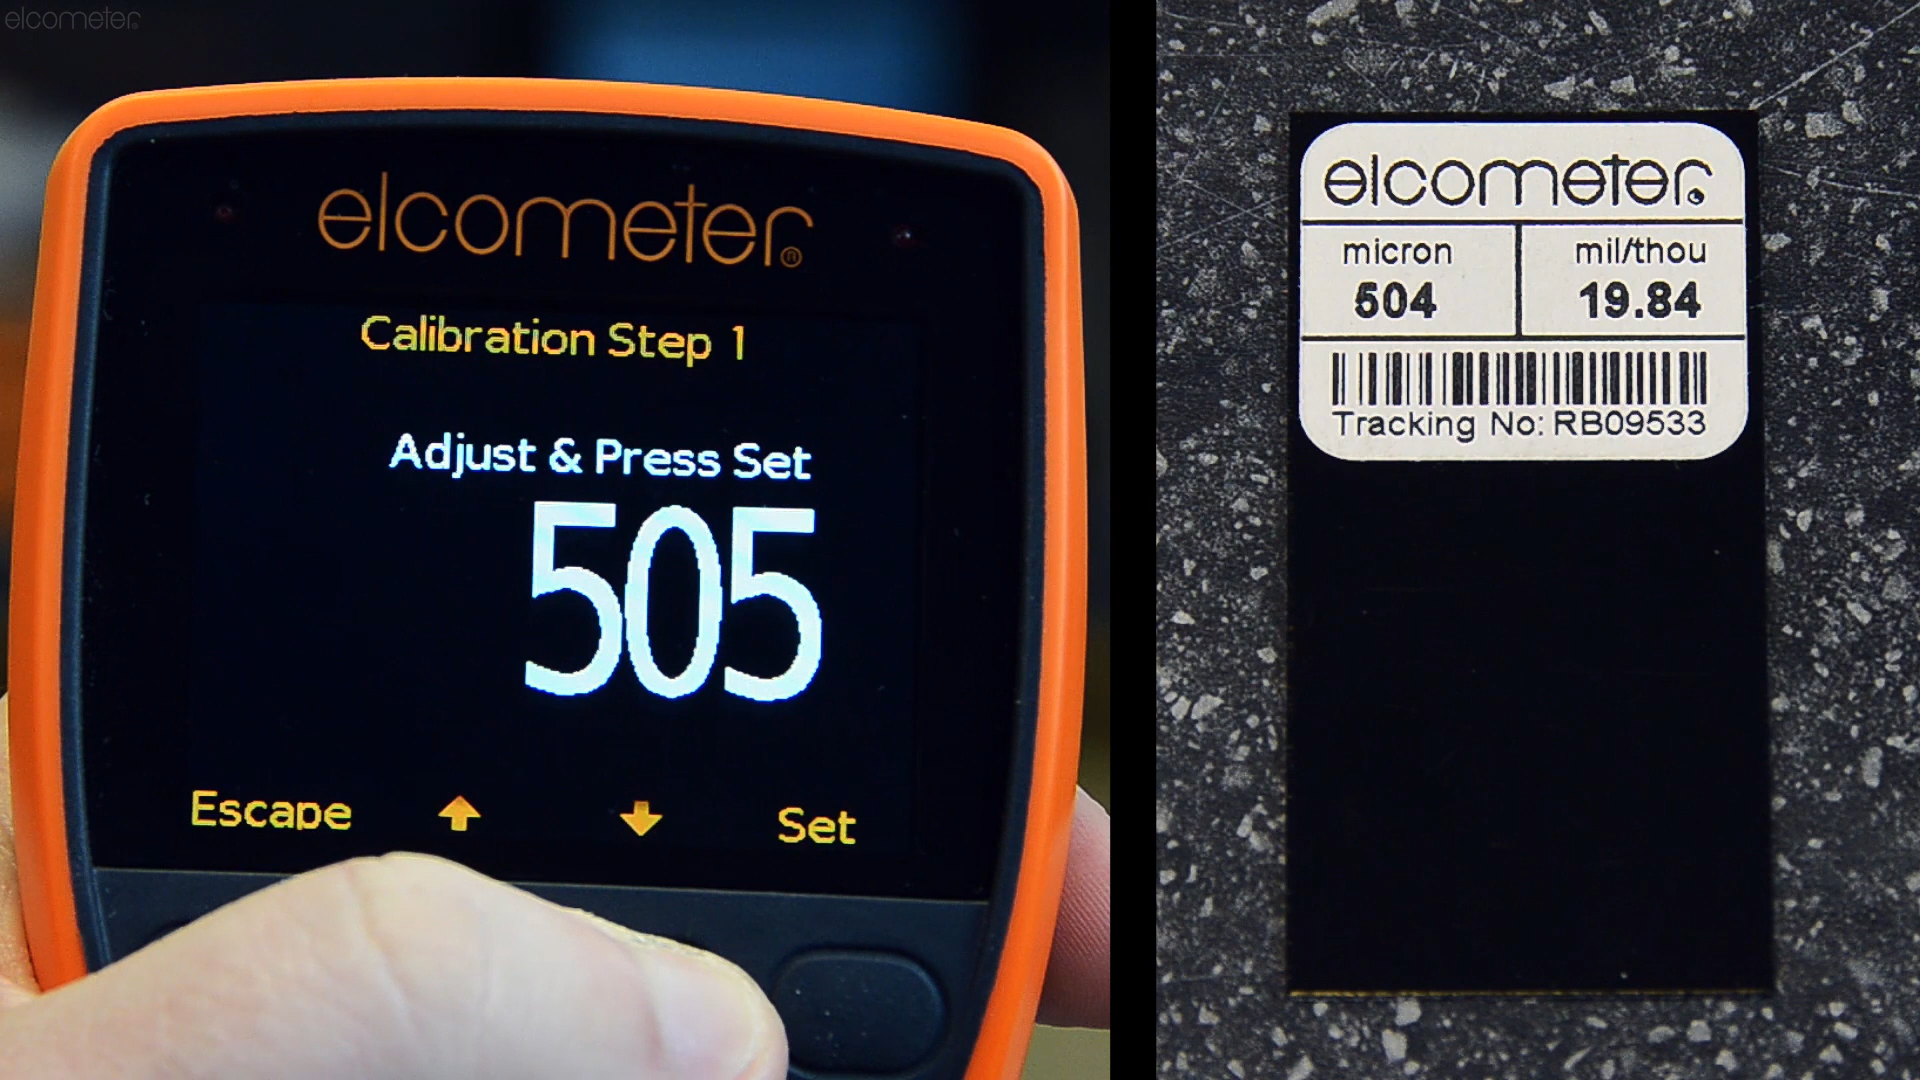 elcometer
elcometer
Calibration Step 1
Adjust & Press Set
505
Escape
Set
elcometer
micron
504
mil/thou
19.84
Tracking No: RB09533